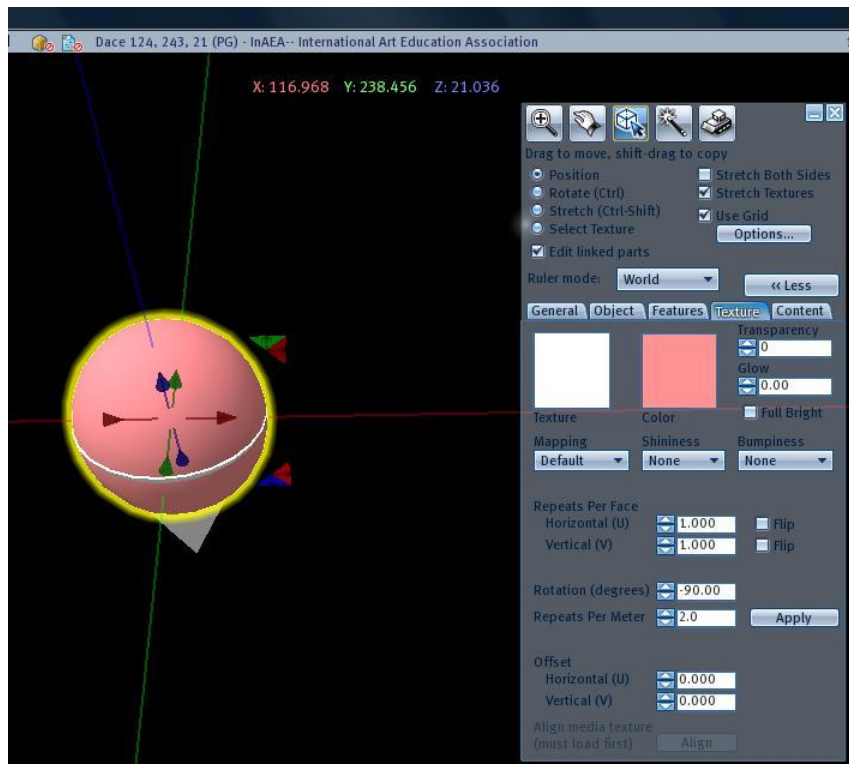 Dace 124, 243, 21 (PG) - InAEA-- International Art Education Association
X: 116.968 Y: 238.456 Z: 21.036
Drag to move, shift-drag to copy
Position
Stretch Both Sides
Rotate (Ctrl)
Stretch Textures
Stretch (Ctrl-Shift)
Use Grid
Select Texture
Options...
Edit linked parts
Ruler mode: World
<< Less
General Object Features Texture Content
Transparency
0
Glow
0.00
Full Bright
Texture Color
Mapping Shininess Bumpiness
Default None None
Repeats Per Face
Horizontal (U) 1.000 Flip
Vertical (V) 1.000 Flip
Rotation (degrees) -90.00
Repeats Per Meter 2.0 Apply
Offset
Horizontal (U) 0.000
Vertical (V) 0.000
Align media texture
(must load first) Align